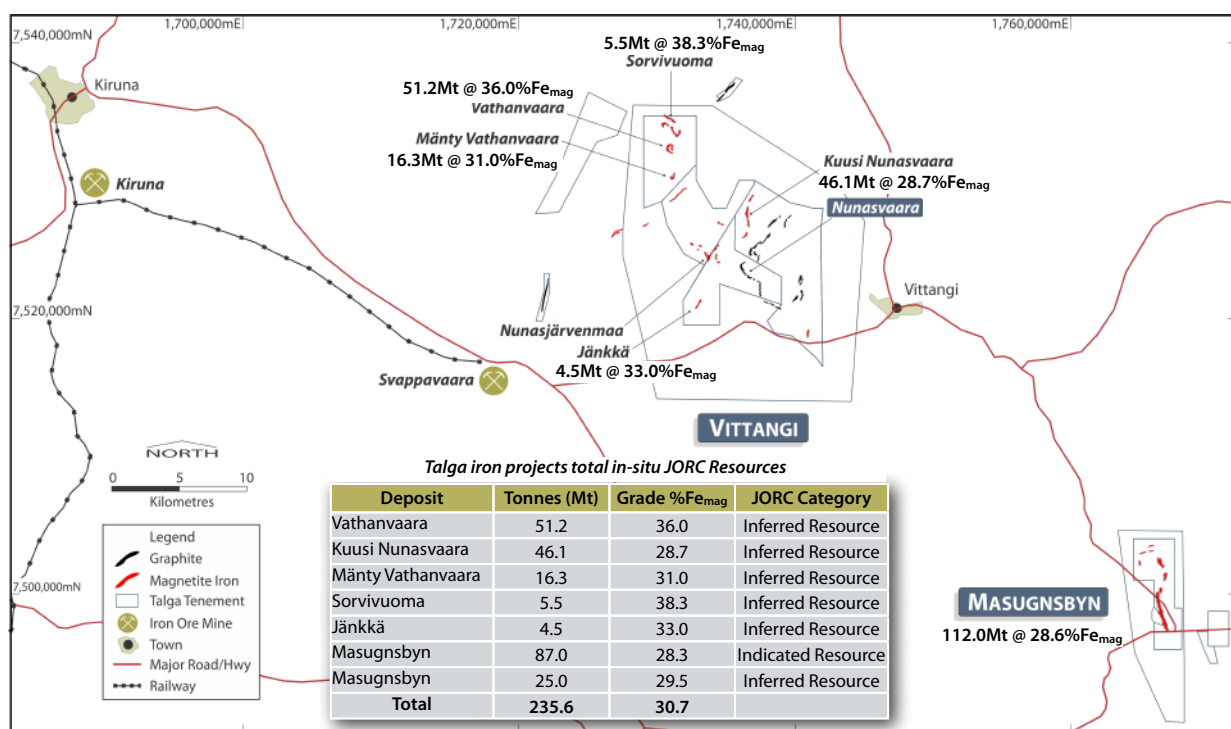 1,700,000mE
1,720,000mE
1,740,000mE
1,760,000mE
7,540,000mN
5.5Mt @ 38.3%Femag
Sorvivuoma
Kiruna
51.2Mt @ 36.0%Femag
Vathanvaara
Mänty Vathanvaara
16.3Mt @ 31.0%Femag
Kuusi Nunasvaara
46.1Mt @ 28.7%Femag
Kiruna
Nunasvaara
Vittangi
7,520,000mN
Nunasjärvenmaa
Jänkkä
4.5Mt @ 33.0%Femag
Svappavaara
VITTANGI
NORTH
0 5 10
Kilometres
Talga iron projects total in-situ JORC Resources
Deposit Tonnes (Mt) Grade %Femag JORC Category
Vathanvaara 51.2 36.0 Inferred Resource
Kuusi Nunasvaara 46.1 28.7 Inferred Resource
Mänty Vathanvaara 16.3 31.0 Inferred Resource
Sorvivuoma 5.5 38.3 Inferred Resource
Jänkkä 4.5 33.0 Inferred Resource
Masugnsbyn 87.0 28.3 Indicated Resource
Masugnsbyn 25.0 29.5 Inferred Resource
Total 235.6 30.7
Legend
Graphite
Magnetite Iron
Talga Tenement
Iron Ore Mine
Town
Major Road/Hwy
Railway
7,500,000mN
MASUGNSBYN
112.0Mt @ 28.6%Femag